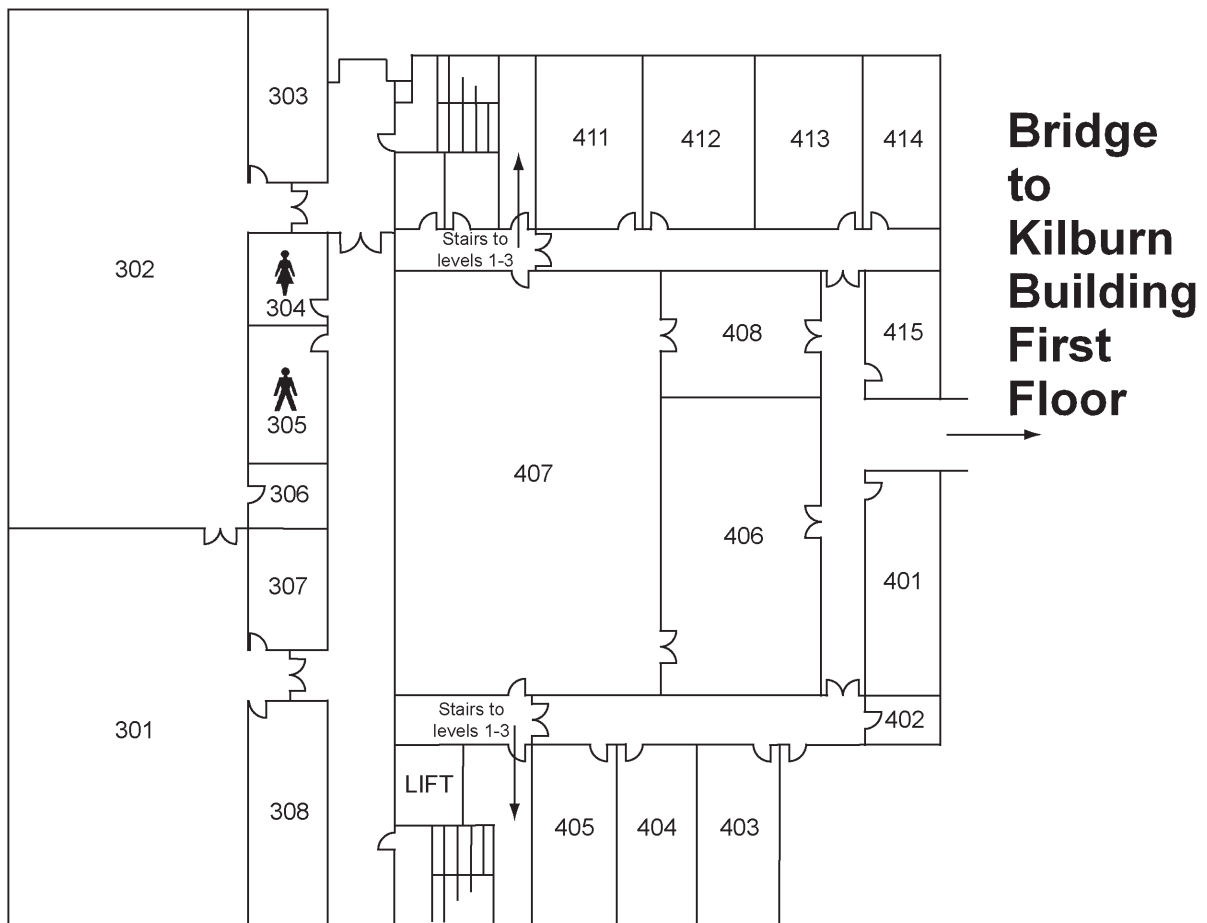 303
411
412
413
414
Bridge
to
Kilburn
Building
First
Floor
Stairs to
levels 1-3
302
304
408
415
305
407
306
406
307
401
301
Stairs to
levels 1-3
402
LIFT
308
405
404
403